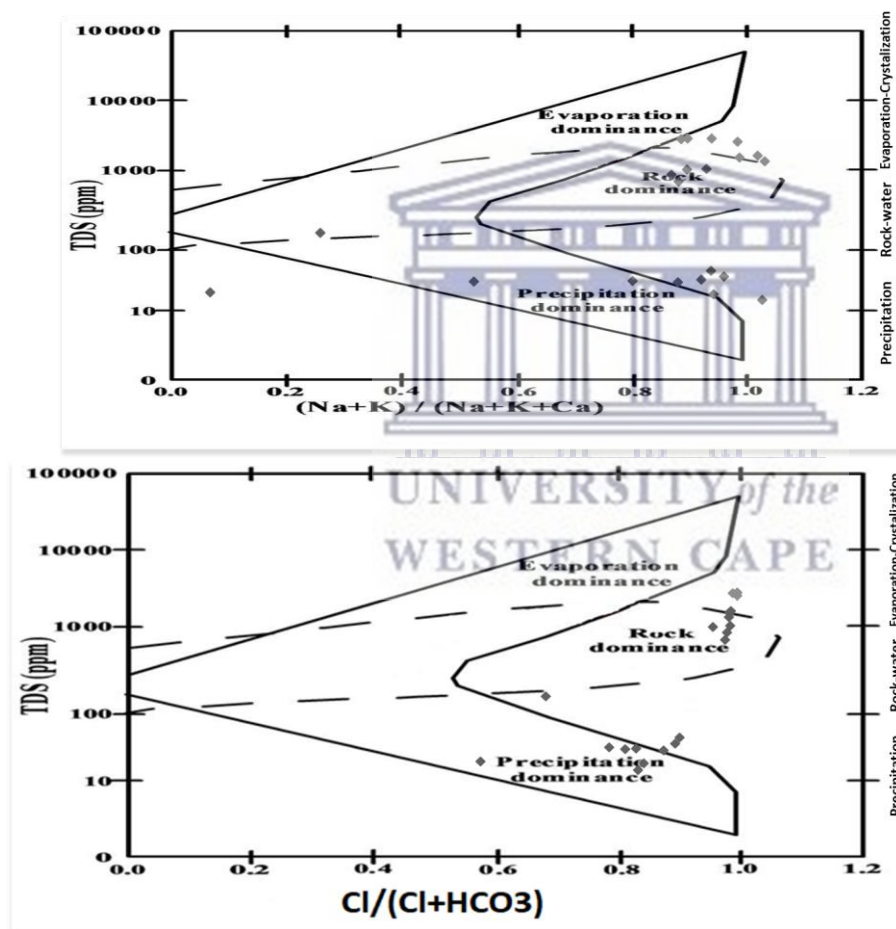 100000
10000
1000
100
10
0
TDS (ppm)
Evaporation
dominance
Rock
dominance
Precipitation
dominance
Evaporation-Crystalization
Rock-water
Precipitation
0.0 0.2 0.4 0.6 0.8 1.0 1.2
(Na+K) / (Na+K+Ca)
UNIVERSITY of the
WESTERN CAPE
100000
10000
1000
100
10
0
TDS (ppm)
Evaporation
dominance
Rock
dominance
Precipitation
dominance
Evaporation-Crystalization
Rock-water
Precipitation
0.0 0.2 0.4 0.6 0.8 1.0 1.2
Cl/(Cl+HCO3)